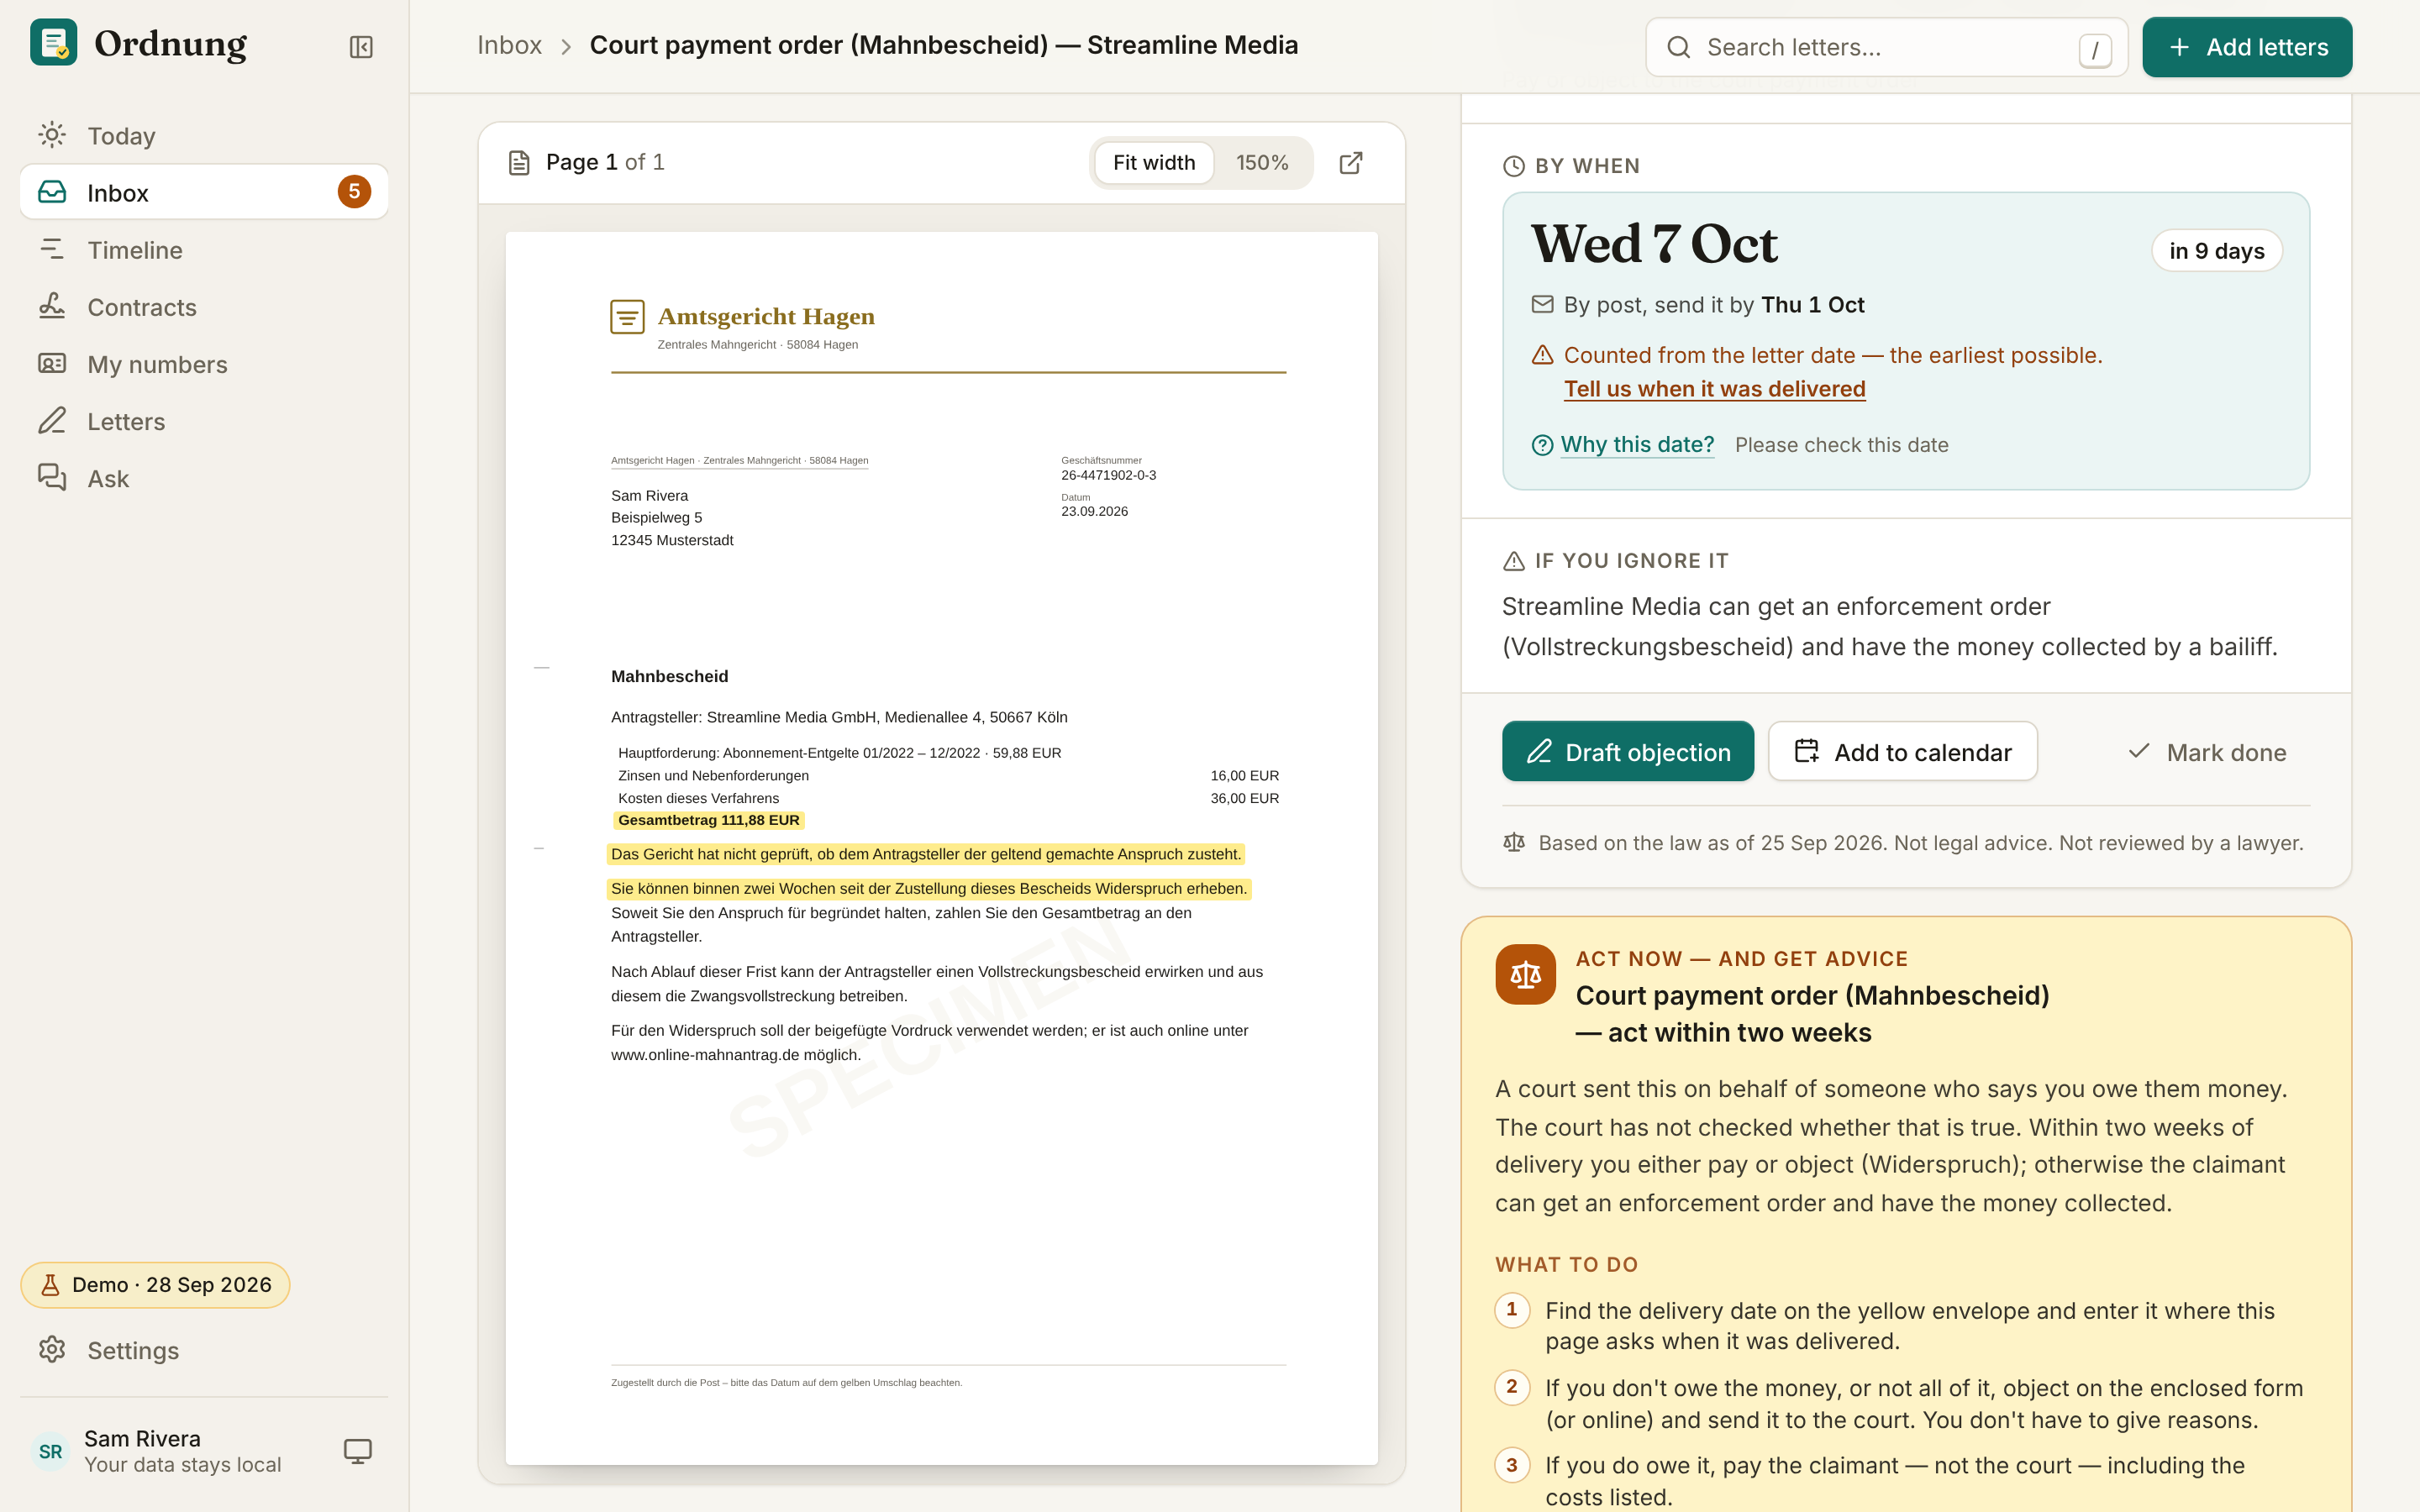 Ordnung
Today
Inbox
5
Timeline
Contracts
My numbers
Letters
Ask
Demo · 28 Sep 2026
Settings
SR
Sam Rivera
Your data stays local
Inbox > Court payment order (Mahnbescheid) — Streamline Media
Search letters...
/
+ Add letters
Page 1 of 1
Fit width
150%
Amtsgericht Hagen
Zentrales Mahngericht · 58084 Hagen
Amtsgericht Hagen · Zentrales Mahngericht · 58084 Hagen
Sam Rivera
Beispielweg 5
12345 Musterstadt
Geschäftsnummer
26-4471902-0-3
Datum
23.09.2026
Mahnbescheid
Antragsteller: Streamline Media GmbH, Medienallee 4, 50667 Köln
Hauptforderung: Abonnement-Entgelte 01/2022 – 12/2022 · 59,88 EUR
Zinsen und Nebenforderungen 16,00 EUR
Kosten dieses Verfahrens 36,00 EUR
Gesamtbetrag 111,88 EUR
Das Gericht hat nicht geprüft, ob dem Antragsteller der geltend gemachte Anspruch zusteht.
Sie können binnen zwei Wochen seit der Zustellung dieses Bescheids Widerspruch erheben.
Soweit Sie den Anspruch für begründet halten, zahlen Sie den Gesamtbetrag an den
Antragsteller.
Nach Ablauf dieser Frist kann der Antragsteller einen Vollstreckungsbescheid erwirken und aus
diesem die Zwangsvollstreckung betreiben.
Für den Widerspruch soll der beigefügte Vordruck verwendet werden; er ist auch online unter
www.online-mahnantrag.de möglich.
SPECIMEN
Zugestellt durch die Post – bitte das Datum auf dem gelben Umschlag beachten.
BY WHEN
Wed 7 Oct
in 9 days
By post, send it by Thu 1 Oct
Counted from the letter date — the earliest possible.
Tell us when it was delivered
Why this date?
Please check this date
IF YOU IGNORE IT
Streamline Media can get an enforcement order
(Vollstreckungsbescheid) and have the money collected by a bailiff.
Draft objection
Add to calendar
Mark done
Based on the law as of 25 Sep 2026. Not legal advice. Not reviewed by a lawyer.
ACT NOW — AND GET ADVICE
Court payment order (Mahnbescheid)
— act within two weeks
A court sent this on behalf of someone who says you owe them money.
The court has not checked whether that is true. Within two weeks of
delivery you either pay or object (Widerspruch); otherwise the claimant
can get an enforcement order and have the money collected.
WHAT TO DO
1 Find the delivery date on the yellow envelope and enter it where this
page asks when it was delivered.
2 If you don't owe the money, or not all of it, object on the enclosed form
(or online) and send it to the court. You don't have to give reasons.
3 If you do owe it, pay the claimant — not the court — including the
costs listed.